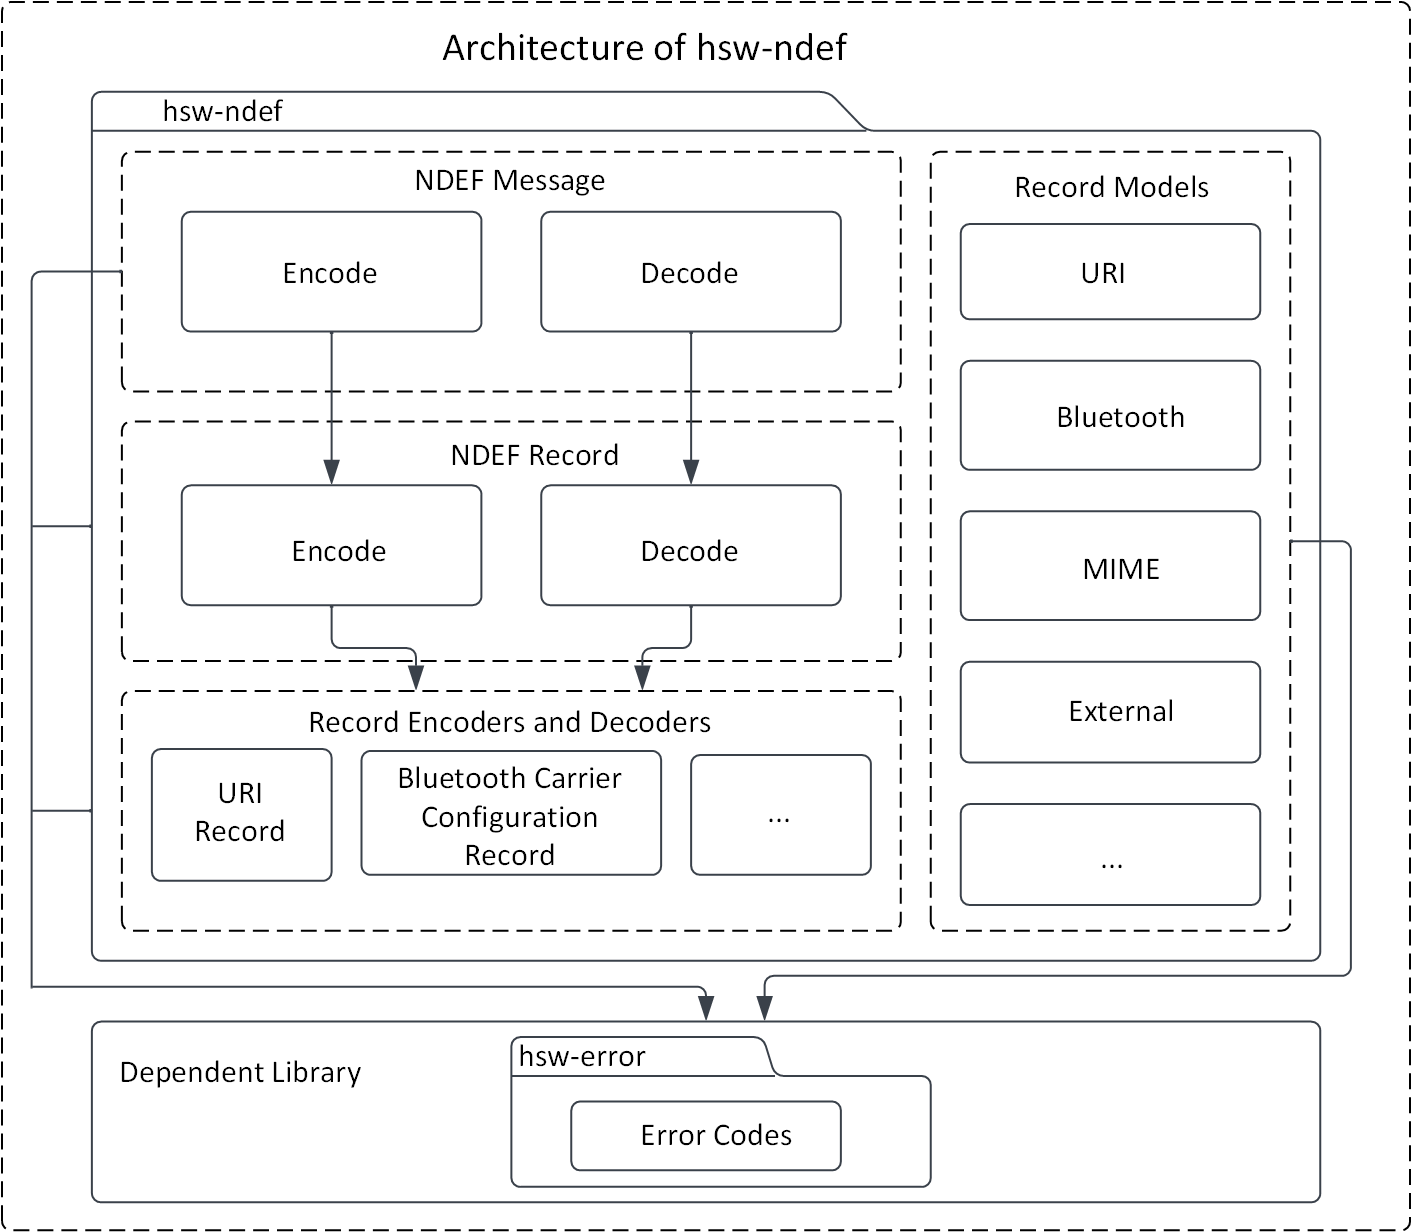 Architecture of hsw-ndef
hsw-ndef
NDEF Message
Encode
Decode
NDEF Record
Encode
Decode
Record Encoders and Decoders
URI
Record
Bluetooth Carrier
Configuration
Record
...
Record Models
URI
Bluetooth
MIME
External
...
Dependent Library
hsw-error
Error Codes